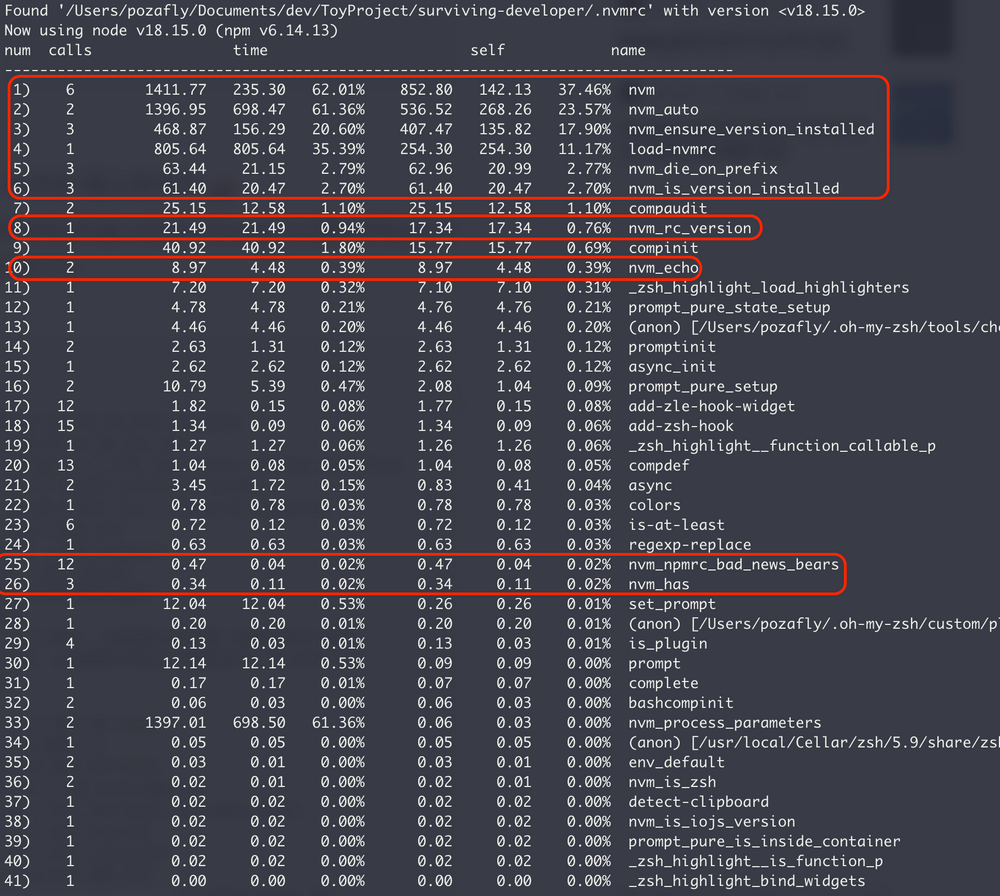 Found '/Users/pozafly/Documents/dev/ToyProject/surviving-developer/.nvmrc' with version <v18.15.0>
Now using node v18.15.0 (npm v6.14.13)
num  calls                time                       self            name
-----------------------------------------------------------------------------------
 1)    6        1411.77   235.30   62.01%    852.80   142.13   37.46%  nvm
 2)    2        1396.95   698.47   61.36%    536.52   268.26   23.57%  nvm_auto
 3)    3         468.87   156.29   20.60%    407.47   135.82   17.90%  nvm_ensure_version_installed
 4)    1         805.64   805.64   35.39%    254.30   254.30   11.17%  load-nvmrc
 5)    3          63.44    21.15    2.79%     62.96    20.99    2.77%  nvm_die_on_prefix
 6)    3          61.40    20.47    2.70%     61.40    20.47    2.70%  nvm_is_version_installed
 7)    2          25.15    12.58    1.10%     25.15    12.58    1.10%  compaudit
 8)    1          21.49    21.49    0.94%     17.34    17.34    0.76%  nvm_rc_version
 9)    1          40.92    40.92    1.80%     15.77    15.77    0.69%  compinit
10)    2           8.97     4.48    0.39%      8.97     4.48    0.39%  nvm_echo
11)    1           7.20     7.20    0.32%      7.10     7.10    0.31%  _zsh_highlight_load_highlighters
12)    1           4.78     4.78    0.21%      4.76     4.76    0.21%  prompt_pure_state_setup
13)    1           4.46     4.46    0.20%      4.46     4.46    0.20%  (anon) [/Users/pozafly/.oh-my-zsh/tools/che
14)    2           2.63     1.31    0.12%      2.63     1.31    0.12%  promptinit
15)    1           2.62     2.62    0.12%      2.62     2.62    0.12%  async_init
16)    2          10.79     5.39    0.47%      2.08     1.04    0.09%  prompt_pure_setup
17)   12           1.82     0.15    0.08%      1.77     0.15    0.08%  add-zle-hook-widget
18)   15           1.34     0.09    0.06%      1.34     0.09    0.06%  add-zsh-hook
19)    1           1.27     1.27    0.06%      1.26     1.26    0.06%  _zsh_highlight__function_callable_p
20)   13           1.04     0.08    0.05%      1.04     0.08    0.05%  compdef
21)    2           3.45     1.72    0.15%      0.83     0.41    0.04%  async
22)    1           0.78     0.78    0.03%      0.78     0.78    0.03%  colors
23)    6           0.72     0.12    0.03%      0.72     0.12    0.03%  is-at-least
24)    1           0.63     0.63    0.03%      0.63     0.63    0.03%  regexp-replace
25)   12           0.47     0.04    0.02%      0.47     0.04    0.02%  nvm_npmrc_bad_news_bears
26)    3           0.34     0.11    0.02%      0.34     0.11    0.02%  nvm_has
27)    1          12.04    12.04    0.53%      0.26     0.26    0.01%  set_prompt
28)    1           0.20     0.20    0.01%      0.20     0.20    0.01%  (anon) [/Users/pozafly/.oh-my-zsh/custom/pl
29)    4           0.13     0.03    0.01%      0.13     0.03    0.01%  is_plugin
30)    1          12.14    12.14    0.53%      0.09     0.09    0.00%  prompt
31)    1           0.17     0.17    0.01%      0.07     0.07    0.00%  complete
32)    2           0.06     0.03    0.00%      0.06     0.03    0.00%  bashcompinit
33)    2        1397.01   698.50   61.36%      0.06     0.03    0.00%  nvm_process_parameters
34)    1           0.05     0.05    0.00%      0.05     0.05    0.00%  (anon) [/usr/local/Cellar/zsh/5.9/share/zsh
35)    2           0.03     0.01    0.00%      0.03     0.01    0.00%  env_default
36)    2           0.02     0.01    0.00%      0.02     0.01    0.00%  nvm_is_zsh
37)    1           0.02     0.02    0.00%      0.02     0.02    0.00%  detect-clipboard
38)    1           0.02     0.02    0.00%      0.02     0.02    0.00%  nvm_is_iojs_version
39)    1           0.02     0.02    0.00%      0.02     0.02    0.00%  prompt_pure_is_inside_container
40)    1           0.02     0.02    0.00%      0.02     0.02    0.00%  _zsh_highlight__is_function_p
41)    1           0.00     0.00    0.00%      0.00     0.00    0.00%  _zsh_highlight_bind_widgets